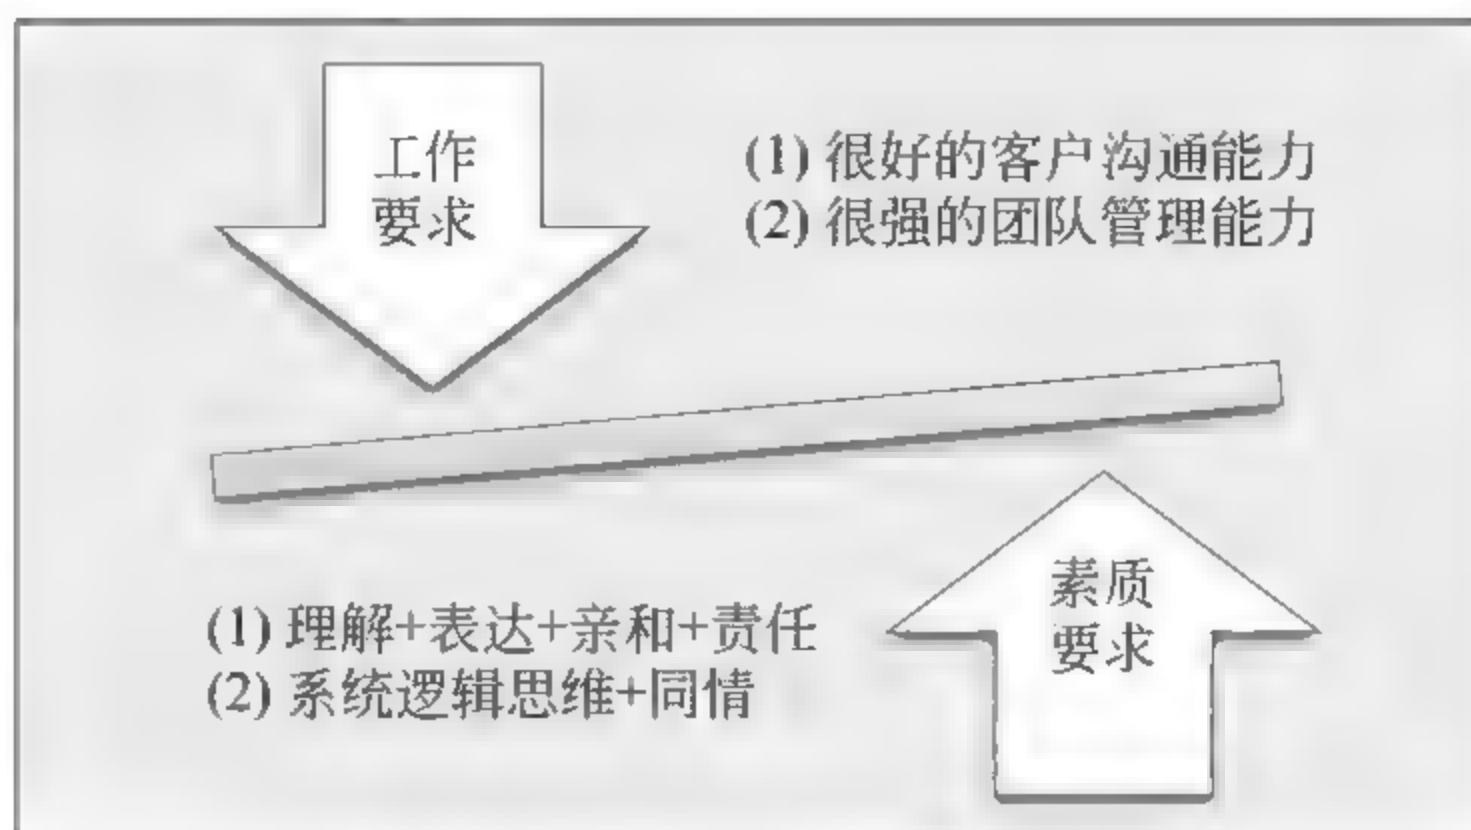 工作
要求
(1) 很好的客户沟通能力
(2) 很强的团队管理能力
(1) 理解+表达+亲和+责任
(2) 系统逻辑思维+同情
素质
要求